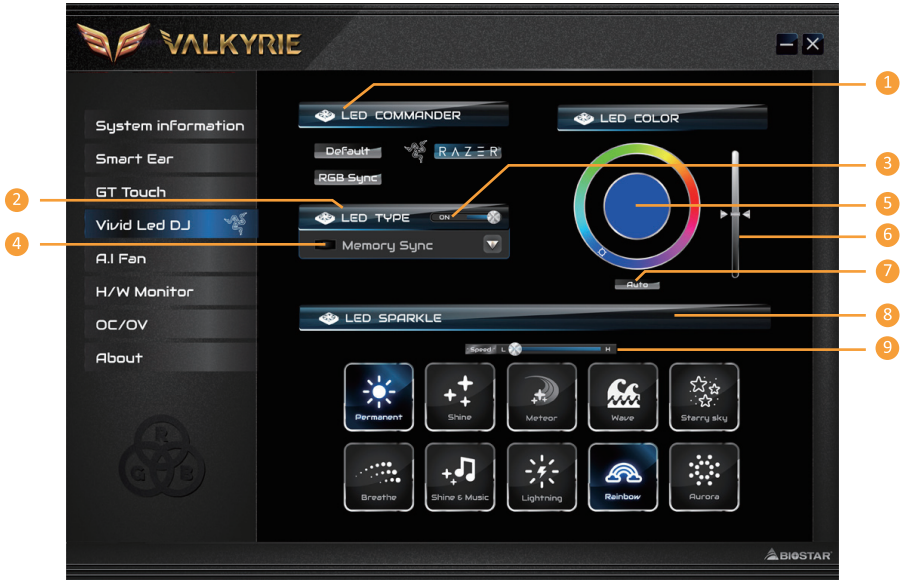 VALKYRIE
1
LED COMMANDER
LED COLOR
System information
Default
RAZER
3
Smart Ear
RGB Sync
GT Touch
2
5
LED TYPE
ON
Vivid Led DJ
6
4
Memory Sync
A.I Fan
7
Auto
H/W Monitor
8
LED SPARKLE
OC/OV
9
Speed L H
About
Permanent
Shine
Meteor
Wave
Starry sky
R
G B
Breathe
Shine & Music
Lightning
Rainbow
Aurora
BIOSTAR